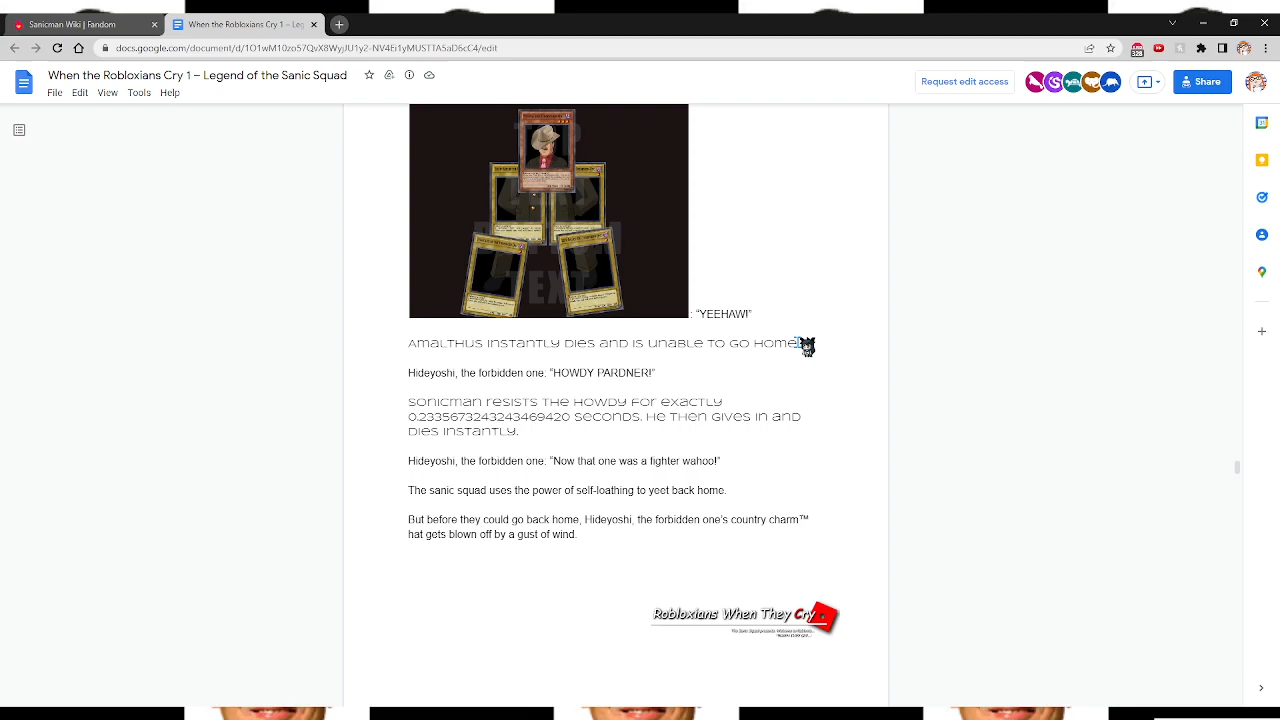 Sanicman Wiki | Fandom
When the Robloxians Cry 1 – Leg
docs.google.com/document/d/1O1wM10zo57QvX8WyjJU1y2-NV4Ei1yMUSTTA5aD6cC4/edit
When the Robloxians Cry 1 – Legend of the Sanic Squad
File Edit View Tools Help
Request edit access
Share
TEXT
: “YEEHAW!”
Amalthus instantly dies and is unable to go home.
Hideyoshi, the forbidden one. “HOWDY PARDNER!”
Sonicman resists the howdy for exactly
0.2335673243243469420 seconds. He then gives in and
dies instantly.
Hideyoshi, the forbidden one. “Now that one was a fighter wahoo!”
The sanic squad uses the power of self-loathing to yeet back home.
But before they could go back home, Hideyoshi, the forbidden one’s country charm™
hat gets blown off by a gust of wind.
Robloxians When They Cry